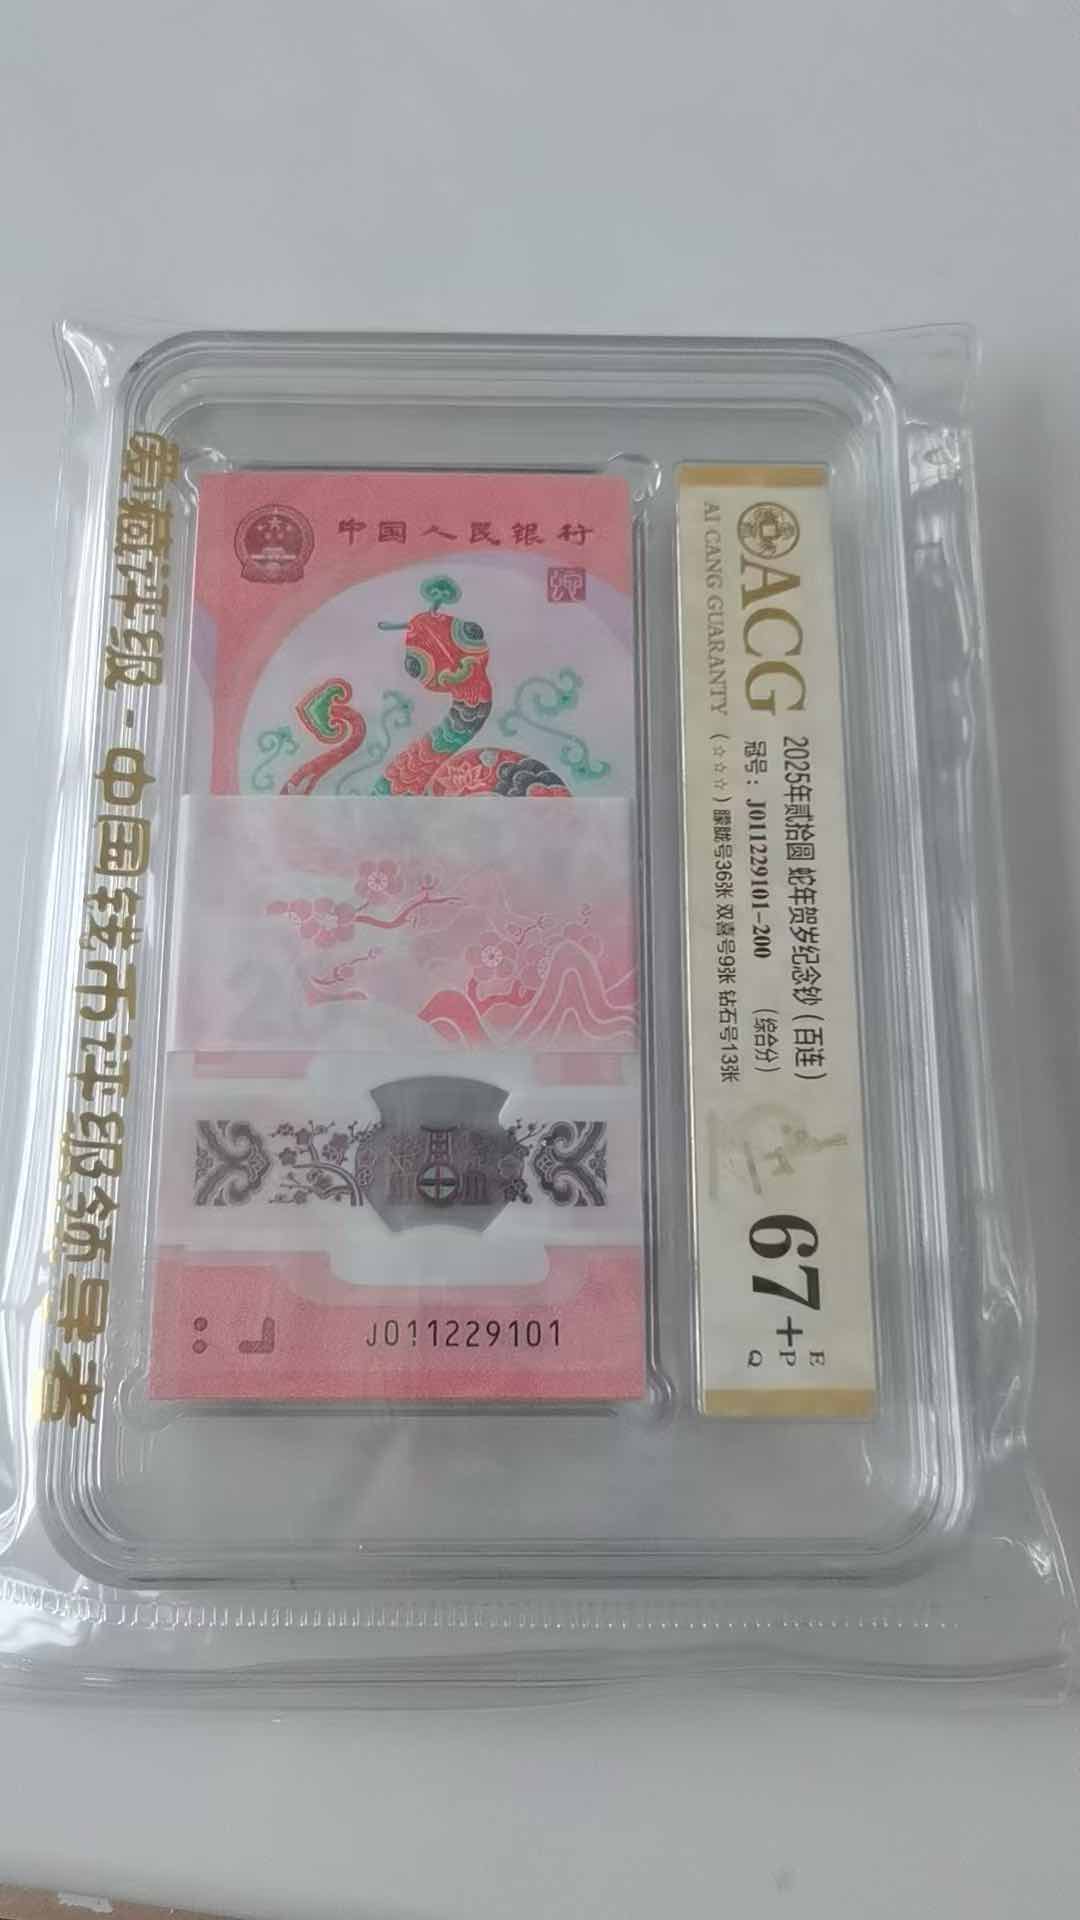 爱藏评级-中国钱币评级领导者
中国人民银行
J011229101
ACG
AI CANG GUARANTY
2025年贰拾圆 蛇年贺岁纪念钞(百连)
冠号: J011229101-200 (综合分)
(☆☆☆)朦胧号36张 双喜号9张 钻石号13张
67+
E
P
Q